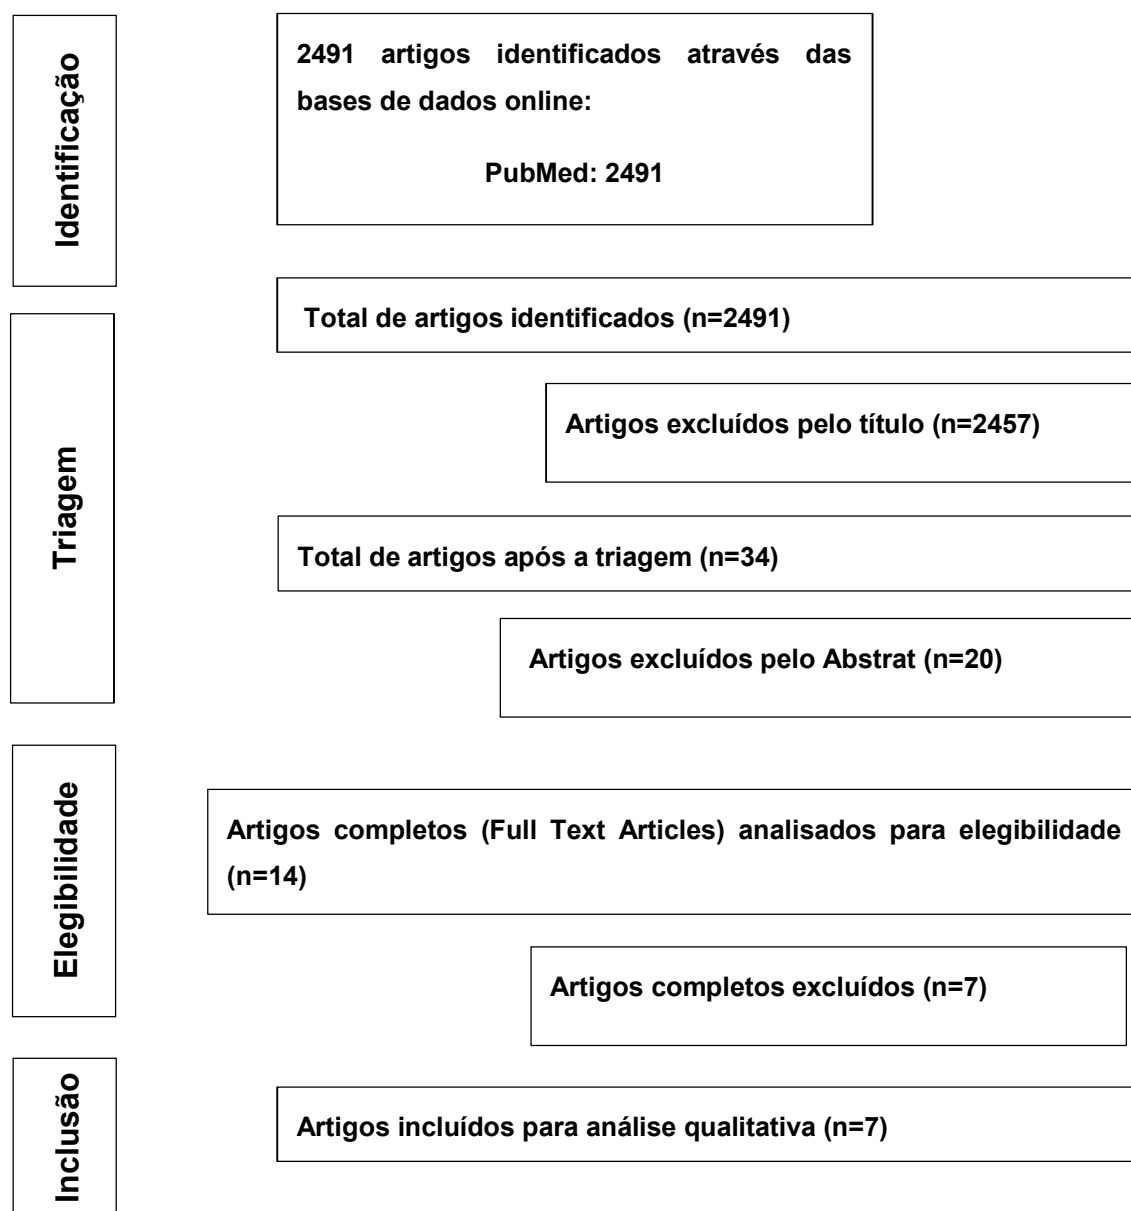 Identificação
2491 artigos identificados através das
bases de dados online:
PubMed: 2491
Triagem
Total de artigos identificados (n=2491)
Artigos excluídos pelo título (n=2457)
Total de artigos após a triagem (n=34)
Artigos excluídos pelo Abstrat (n=20)
Elegibilidade
Artigos completos (Full Text Articles) analisados para elegibilidade
(n=14)
Artigos completos excluídos (n=7)
Inclusão
Artigos incluídos para análise qualitativa (n=7)